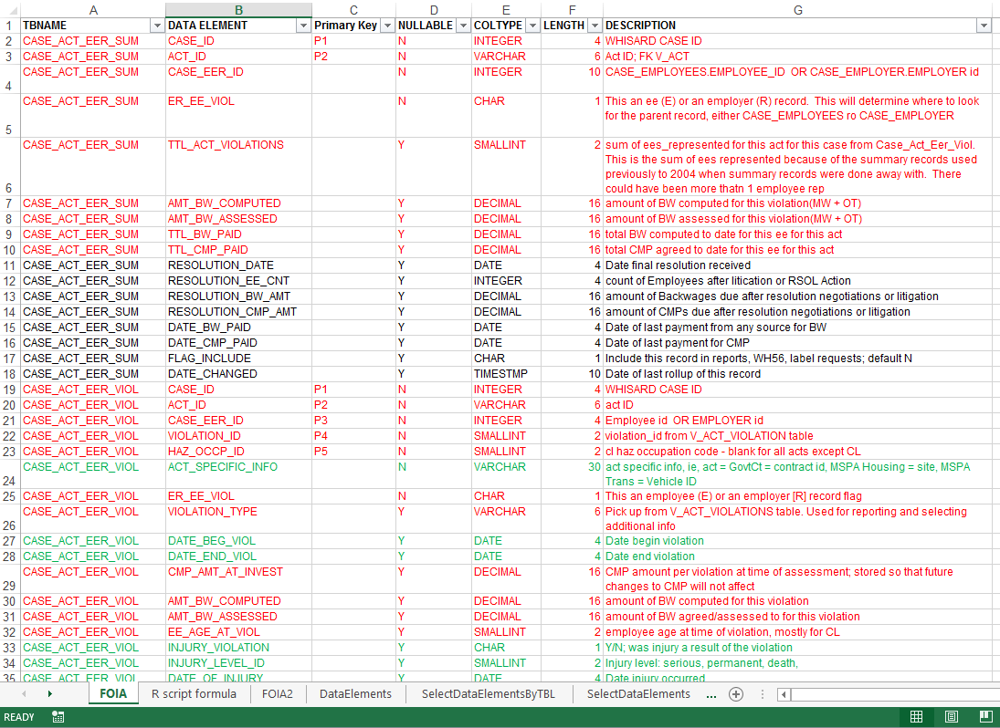 A B C D E F G
1 TBNAME DATA ELEMENT Primary Key NULLABLE COLTYPE LENGTH DESCRIPTION
2 CASE_ACT_EER_SUM CASE_ID P1 N INTEGER 4 WHISARD CASE ID
3 CASE_ACT_EER_SUM ACT_ID P2 N VARCHAR 6 Act ID; FK V_ACT
4 CASE_ACT_EER_SUM CASE_EER_ID N INTEGER 10 CASE_EMPLOYEES.EMPLOYEE_ID OR CASE_EMPLOYER.EMPLOYER id
5 CASE_ACT_EER_SUM ER_EE_VIOL N CHAR 1 This an ee (E) or an employer (R) record. This will determine where to look
for the parent record, either CASE_EMPLOYEES ro CASE_EMPLOYER
6 CASE_ACT_EER_SUM TTL_ACT_VIOLATIONS Y SMALLINT 2 sum of ees_represented for this act for this case from Case_Act_Eer_Viol.
This is the sum of ees represented because of the summary records used
previously to 2004 when summary records were done away with. There
could have been more thatn 1 employee rep
7 CASE_ACT_EER_SUM AMT_BW_COMPUTED Y DECIMAL 16 amount of BW computed for this violation(MW + OT)
8 CASE_ACT_EER_SUM AMT_BW_ASSESSED Y DECIMAL 16 amount of BW assessed for this violation(MW + OT)
9 CASE_ACT_EER_SUM TTL_BW_PAID Y DECIMAL 16 total BW computed to date for this ee for this act
10 CASE_ACT_EER_SUM TTL_CMP_PAID Y DECIMAL 16 total CMP agreed to date for this ee for this act
11 CASE_ACT_EER_SUM RESOLUTION_DATE Y DATE 4 Date final resolution received
12 CASE_ACT_EER_SUM RESOLUTION_EE_CNT Y INTEGER 4 count of Employees after litication or RSOL Action
13 CASE_ACT_EER_SUM RESOLUTION_BW_AMT Y DECIMAL 16 amount of Backwages due after resolution negotiations or litigation
14 CASE_ACT_EER_SUM RESOLUTION_CMP_AMT Y DECIMAL 16 amount of CMPs due after resolution negotiations or litigation
15 CASE_ACT_EER_SUM DATE_BW_PAID Y DATE 4 Date of last payment from any source for BW
16 CASE_ACT_EER_SUM DATE_CMP_PAID Y DATE 4 Date of last payment for CMP
17 CASE_ACT_EER_SUM FLAG_INCLUDE Y CHAR 1 Include this record in reports, WH56, label requests; default N
18 CASE_ACT_EER_SUM DATE_CHANGED Y TIMESTMP 10 Date of last rollup of this record
19 CASE_ACT_EER_VIOL CASE_ID P1 N INTEGER 4 WHISARD CASE ID
20 CASE_ACT_EER_VIOL ACT_ID P2 N VARCHAR 6 act ID
21 CASE_ACT_EER_VIOL CASE_EER_ID P3 N INTEGER 4 Employee id OR EMPLOYER id
22 CASE_ACT_EER_VIOL VIOLATION_ID P4 N SMALLINT 2 violation_id from V_ACT_VIOLATION table
23 CASE_ACT_EER_VIOL HAZ_OCCP_ID P5 N SMALLINT 2 cl haz occupation code - blank for all acts except CL
24 CASE_ACT_EER_VIOL ACT_SPECIFIC_INFO N VARCHAR 30 act specific info, ie, act = GovtCt = contract id, MSPA Housing = site, MSPA
Trans = Vehicle ID
25 CASE_ACT_EER_VIOL ER_EE_VIOL N CHAR 1 This an employee (E) or an employer [R] record flag
26 CASE_ACT_EER_VIOL VIOLATION_TYPE Y VARCHAR 6 Pick up from V_ACT_VIOLATIONS table. Used for reporting and selecting
additional info
27 CASE_ACT_EER_VIOL DATE_BEG_VIOL Y DATE 4 Date begin violation
28 CASE_ACT_EER_VIOL DATE_END_VIOL Y DATE 4 Date end violation
29 CASE_ACT_EER_VIOL CMP_AMT_AT_INVEST Y DECIMAL 16 CMP amount per violation at time of assessment; stored so that future
changes to CMP will not affect
30 CASE_ACT_EER_VIOL AMT_BW_COMPUTED Y DECIMAL 16 amount of BW computed for this violation
31 CASE_ACT_EER_VIOL AMT_BW_ASSESSED Y DECIMAL 16 amount of BW agreed/assessed to for this violation
32 CASE_ACT_EER_VIOL EE_AGE_AT_VIOL Y SMALLINT 2 employee age at time of violation, mostly for CL
33 CASE_ACT_EER_VIOL INJURY_VIOLATION Y CHAR 1 Y/N; was injury a result of the violation
34 CASE_ACT_EER_VIOL INJURY_LEVEL_ID Y SMALLINT 2 Injury level: serious, permanent, death,
35 CASE_ACT_EER_VIOL DATE_OF_INJURY Y DATE 4 Date injury occurred
FOIA R script formula FOIA2 DataElements SelectDataElementsByTBL SelectDataElements ...
READY